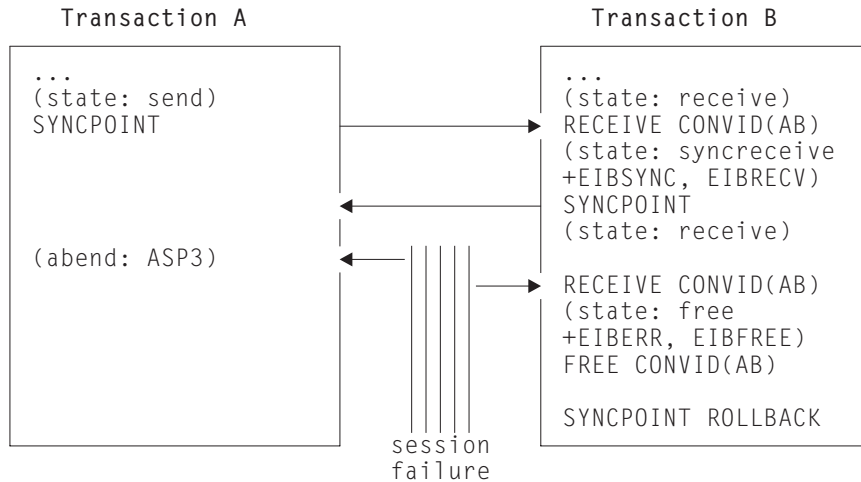 Transaction A
...
(state: send)
SYNCPOINT
(abend: ASP3)
Transaction B
...
(state: receive)
RECEIVE CONVID(AB)
(state: syncreceive
+EIBSYNC, EIBRECV)
SYNCPOINT
(state: receive)
RECEIVE CONVID(AB)
(state: free
+EIBERR, EIBFREE)
FREE CONVID(AB)
SYNCPOINT ROLLBACK
session
failure